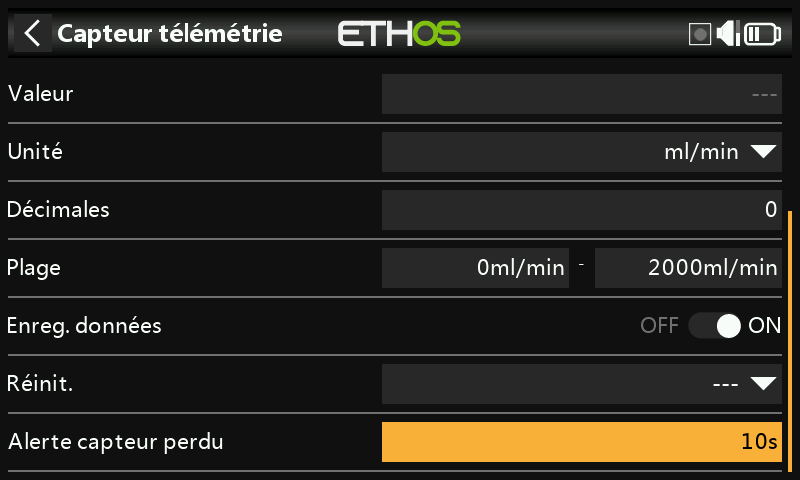 Capteur télémétrie ETHOS
Valeur ---
Unité ml/min
Décimales 0
Plage 0ml/min - 2000ml/min
Enreg. données OFF ON
Réinit. ---
Alerte capteur perdu 10s